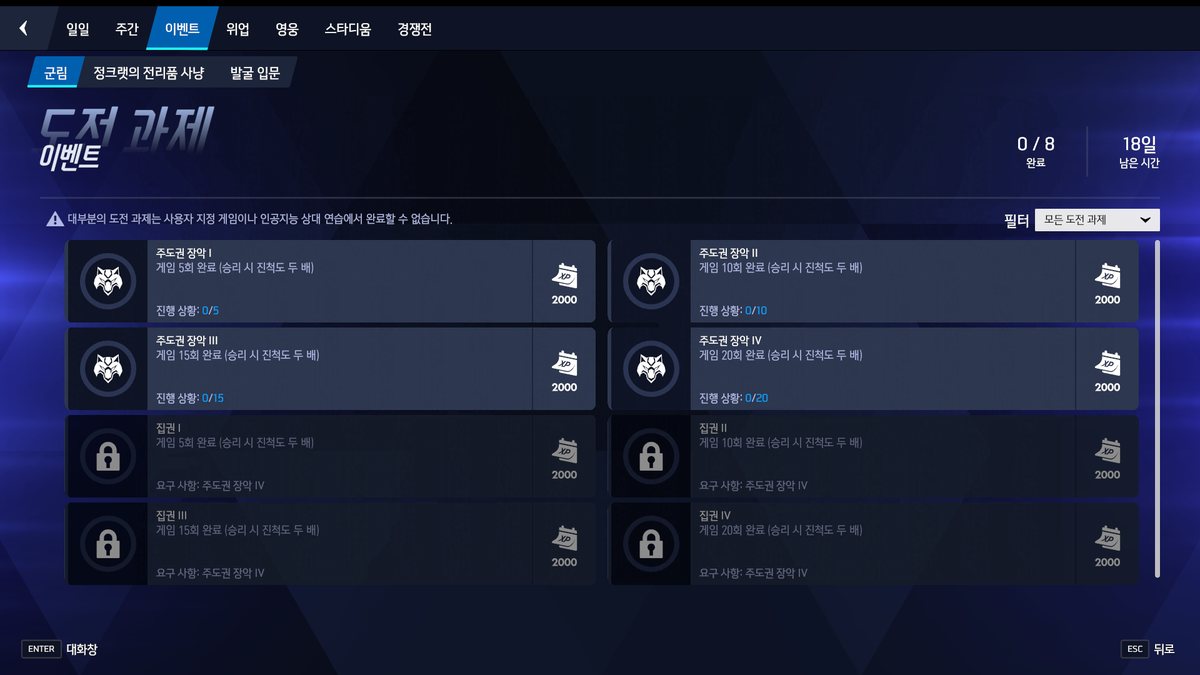 일일 주간 이벤트 위업 영웅 스타디움 경쟁전
군림 정크랫의 전리품 사냥 발굴 입문
도전 과제
이벤트
0 / 8
완료
18일
남은 시간
대부분의 도전 과제는 사용자 지정 게임이나 인공지능 상대 연습에서 완료할 수 없습니다.
필터 모든 도전 과제
주도권 장악 I
게임 5회 완료 (승리 시 진척도 두 배)
진행 상황: 0/5
XP
2000
주도권 장악 II
게임 10회 완료 (승리 시 진척도 두 배)
진행 상황: 0/10
XP
2000
주도권 장악 III
게임 15회 완료 (승리 시 진척도 두 배)
진행 상황: 0/15
XP
2000
주도권 장악 IV
게임 20회 완료 (승리 시 진척도 두 배)
진행 상황: 0/20
XP
2000
집권 I
게임 5회 완료 (승리 시 진척도 두 배)
요구 사항: 주도권 장악 IV
XP
2000
집권 II
게임 10회 완료 (승리 시 진척도 두 배)
요구 사항: 주도권 장악 IV
XP
2000
집권 III
게임 15회 완료 (승리 시 진척도 두 배)
요구 사항: 주도권 장악 IV
XP
2000
집권 IV
게임 20회 완료 (승리 시 진척도 두 배)
요구 사항: 주도권 장악 IV
XP
2000
ENTER 대화창
ESC 뒤로